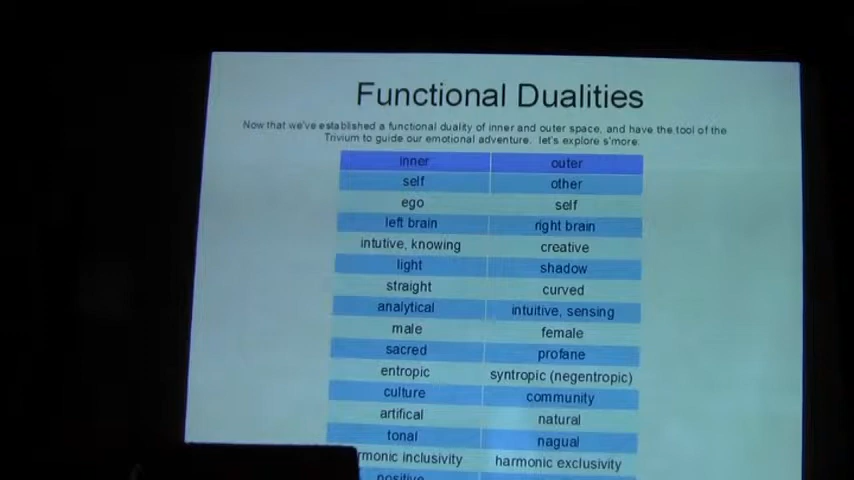 Functional Dualities
Now that we've established a functional duality of inner and outer space, and have the tool of the
Trivium to guide our emotional adventure. let's explore s'more.
inner outer
self other
ego self
left brain right brain
intutive, knowing creative
light shadow
straight curved
analytical intuitive, sensing
male female
sacred profane
entropic syntropic (negentropic)
culture community
artifical natural
tonal nagual
rmonic inclusivity harmonic exclusivity
positive